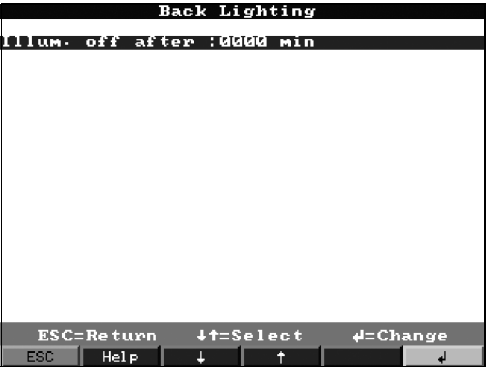 Back Lighting
Illum. off after :0000 min
ESC=Return ↓↑=Select ↵=Change
ESC Help ↓ ↑ ↵